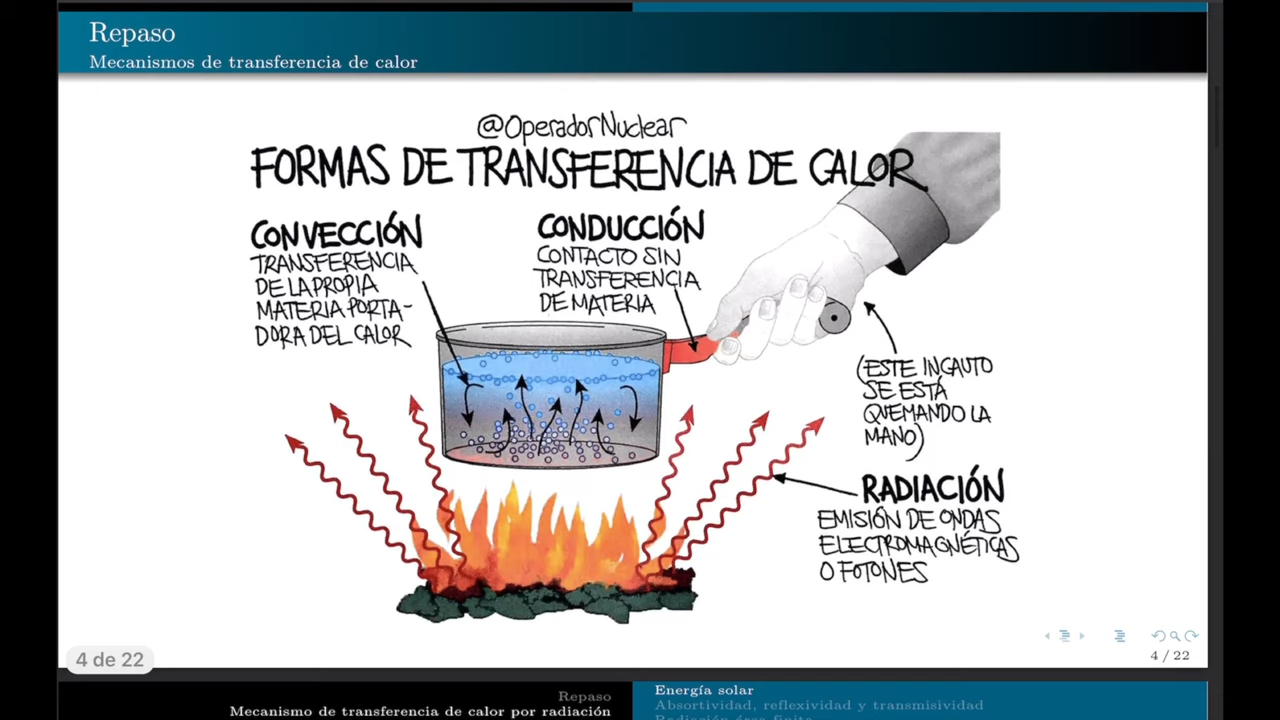 Repaso
Mecanismos de transferencia de calor
@OperadorNuclear
FORMAS DE TRANSFERENCIA DE CALOR
CONVECCIÓN
TRANSFERENCIA
DE LA PROPIA
MATERIA PORTA-
DORA DEL CALOR
CONDUCCIÓN
CONTACTO SIN
TRANSFERENCIA
DE MATERIA
(ESTE INCAUTO
SE ESTÁ
QUEMANDO LA
MANO)
RADIACIÓN
EMISIÓN DE ONDAS
ELECTROMAGNÉTICAS
O FOTONES
4 de 22
4 / 22
Repaso
Mecanismo de transferencia de calor por radiación
Energía solar
Absortividad, reflexividad y transmisividad
Radiación área finita